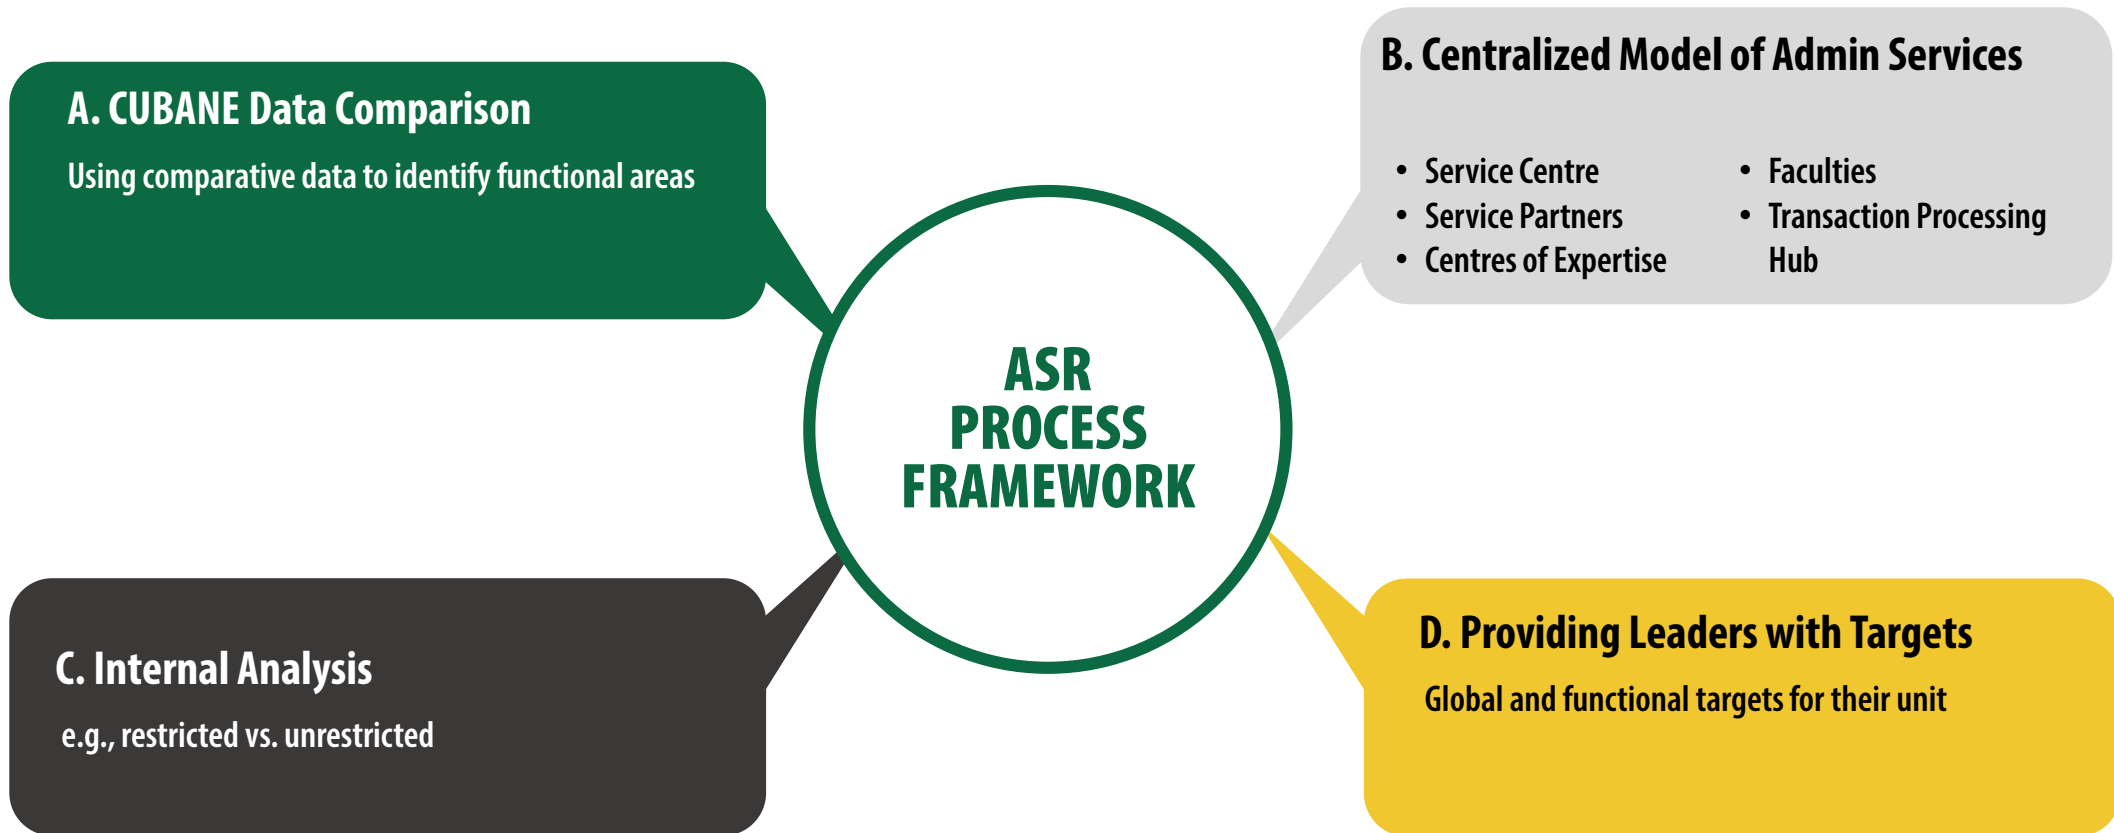 A. CUBANE Data Comparison
Using comparative data to identify functional areas
B. Centralized Model of Admin Services
• Service Centre
• Service Partners
• Centres of Expertise
• Faculties
• Transaction Processing
Hub
ASR
PROCESS
FRAMEWORK
C. Internal Analysis
e.g., restricted vs. unrestricted
D. Providing Leaders with Targets
Global and functional targets for their unit